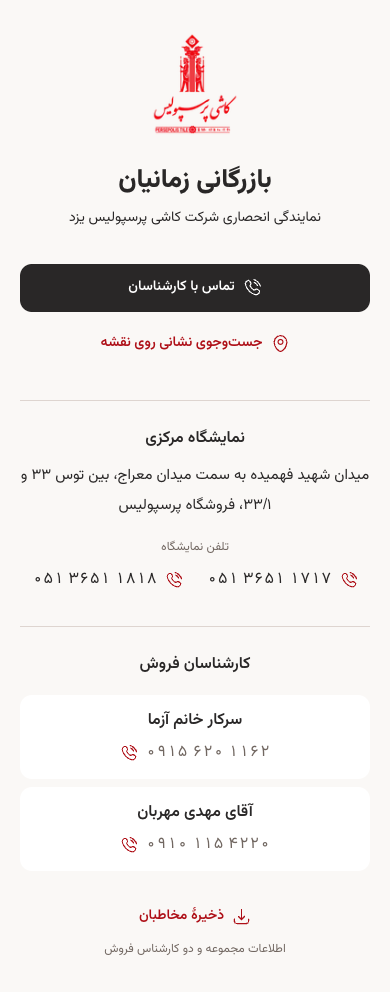 کاشی پرسپولیس
PERSEPOLIS TILE
بازرگانی زمانیان
نمایندگی انحصاری شرکت کاشی پرسپولیس یزد
تماس با کارشناسان
جست‌وجوی نشانی روی نقشه
نمایشگاه مرکزی
میدان شهید فهمیده به سمت میدان معراج، بین توس ۳۳ و
۳۳/۱، فروشگاه پرسپولیس
تلفن نمایشگاه
۰۵۱ ۳۶۵۱ ۱۷۱۷
۰۵۱ ۳۶۵۱ ۱۸۱۸
کارشناسان فروش
سرکار خانم آزما
۰۹۱۵ ۶۲۰ ۱۱۶۲
آقای مهدی مهربان
۰۹۱۰ ۱۱۵ ۴۲۲۰
ذخیرهٔ مخاطبان
اطلاعات مجموعه و دو کارشناس فروش